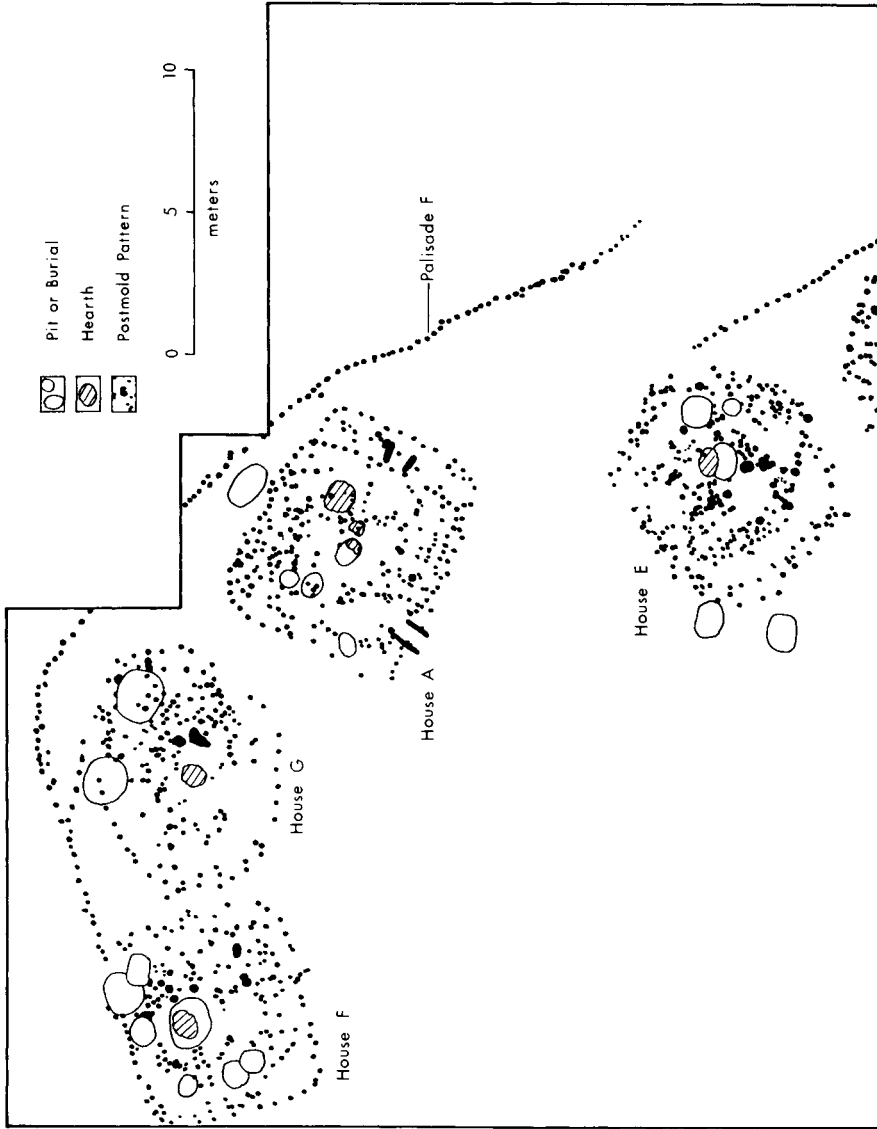 Pit or Burial
Hearth
Postmold Pattern
0 5 10
meters
Palisade F
House A
House E
House G
House F